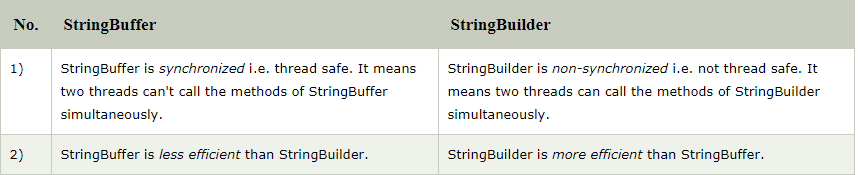 No. StringBuffer StringBuilder
1) StringBuffer is synchronized i.e. thread safe. It means
two threads can't call the methods of StringBuffer
simultaneously.
StringBuilder is non-synchronized i.e. not thread safe. It
means two threads can call the methods of StringBuilder
simultaneously.
2) StringBuffer is less efficient than StringBuilder.
StringBuilder is more efficient than StringBuffer.